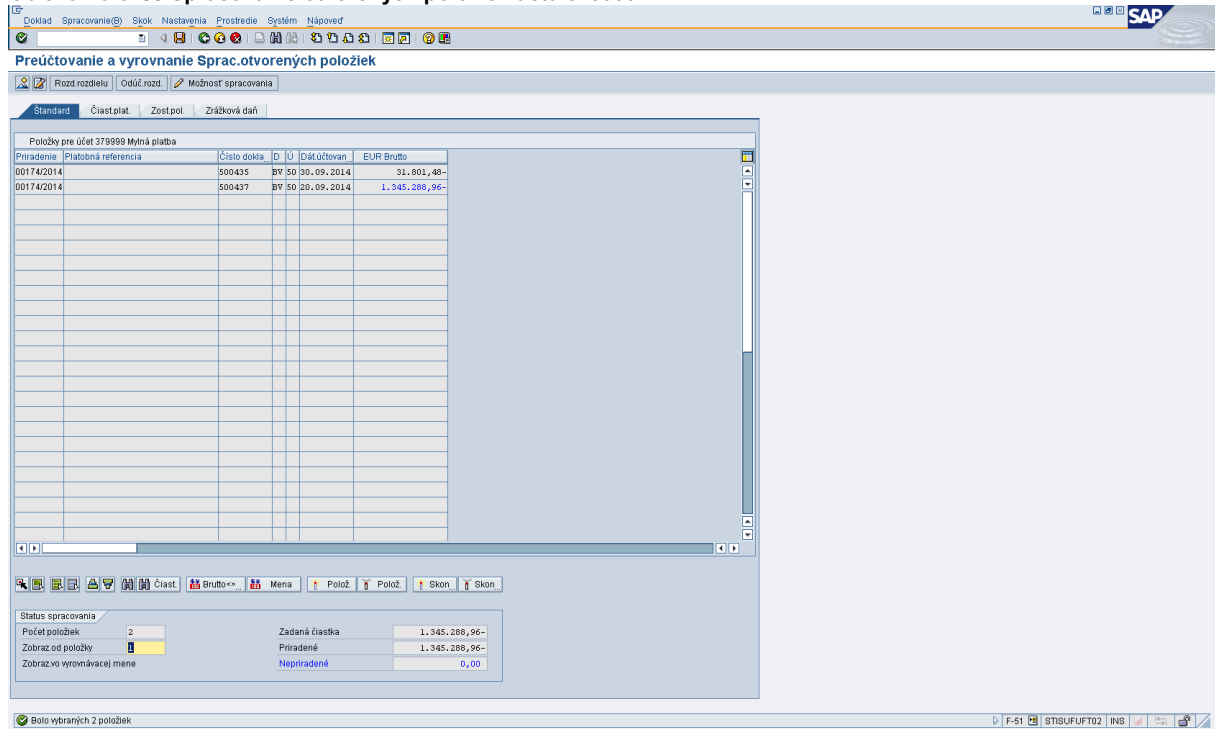 Doklad Spracovanie(B) Skok Nastavenia Prostredie Systém Nápoveď
SAP
Preúčtovanie a vyrovnanie Sprac.otvorených položiek
Rozd.rozdielu Odúč.rozd. Možnosť spracovania
Štandard Čiast.plat. Zost.pol. Zrážková daň
Položky pre účet 379999 Mylná platba
Priradenie Platobná referencia Číslo dokla... D Ú Dát.účtovan... EUR Brutto
00174/2014 500435 BV 50 30.09.2014 31.801,48-
00174/2014 500437 BV 50 20.09.2014 1.345.288,96-
Čiast. Brutto<>... Mena Polož. Polož. Skon... Skon...
Status spracovania
Počet položiek 2 Zadaná čiastka 1.345.288,96-
Zobraz.od položky 1 Priradené 1.345.288,96-
Zobraz.vo vyrovnávacej mene Nepriradené 0,00
Bolo vybraných 2 položiek F-51 STISUFUFT02 INS